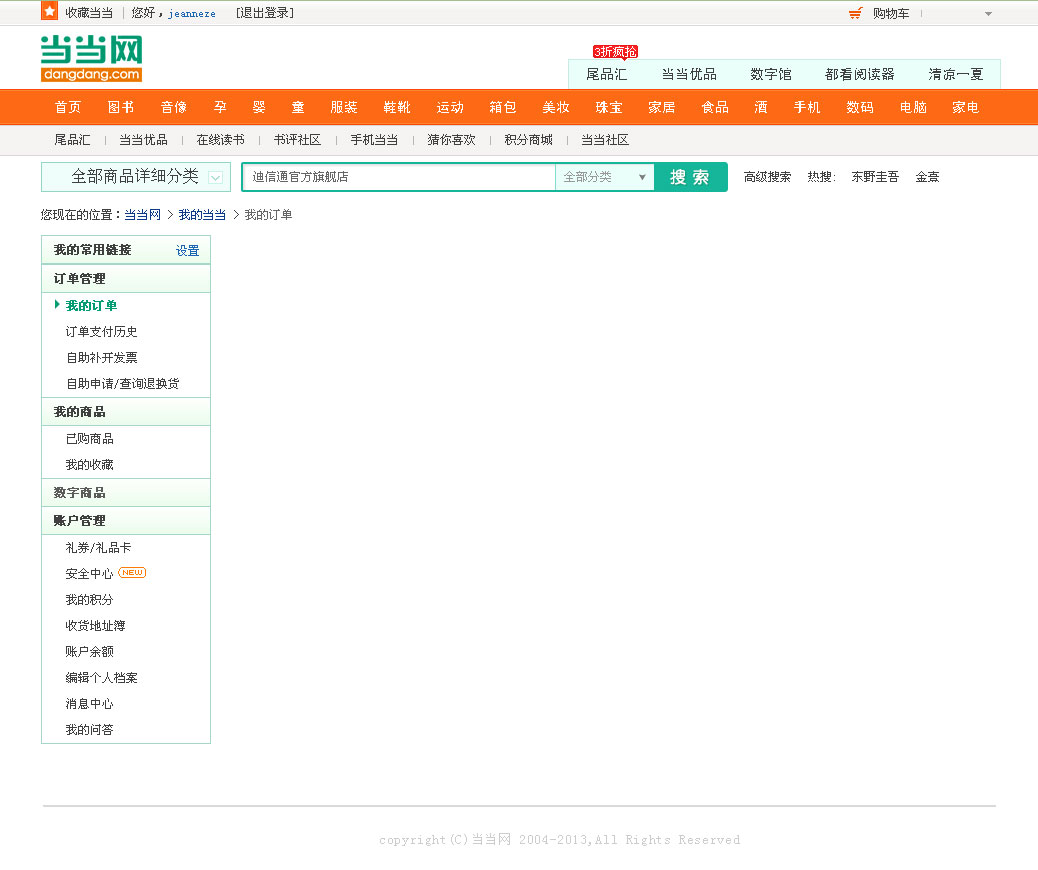 收藏当当 您好，jeanneze [退出登录] 购物车
当当网
dangdang.com
3折疯抢
尾品汇 当当优品 数字馆 都看阅读器 清凉一夏
首页 图书 音像 孕 婴 童 服装 鞋靴 运动 箱包 美妆 珠宝 家居 食品 酒 手机 数码 电脑 家电
尾品汇 当当优品 在线读书 书评社区 手机当当 猜你喜欢 积分商城 当当社区
全部商品详细分类 迪信通官方旗舰店 全部分类 搜索 高级搜索 热搜: 东野圭吾 金壹
您现在的位置：当当网 > 我的当当 > 我的订单
我的常用链接 设置
订单管理
我的订单
订单支付历史
自助补开发票
自助申请/查询退换货
我的商品
已购商品
我的收藏
数字商品
账户管理
礼券/礼品卡
安全中心 NEW
我的积分
收货地址簿
账户余额
编辑个人档案
消息中心
我的问答
copyright(C)当当网 2004-2013,All Rights Reserved